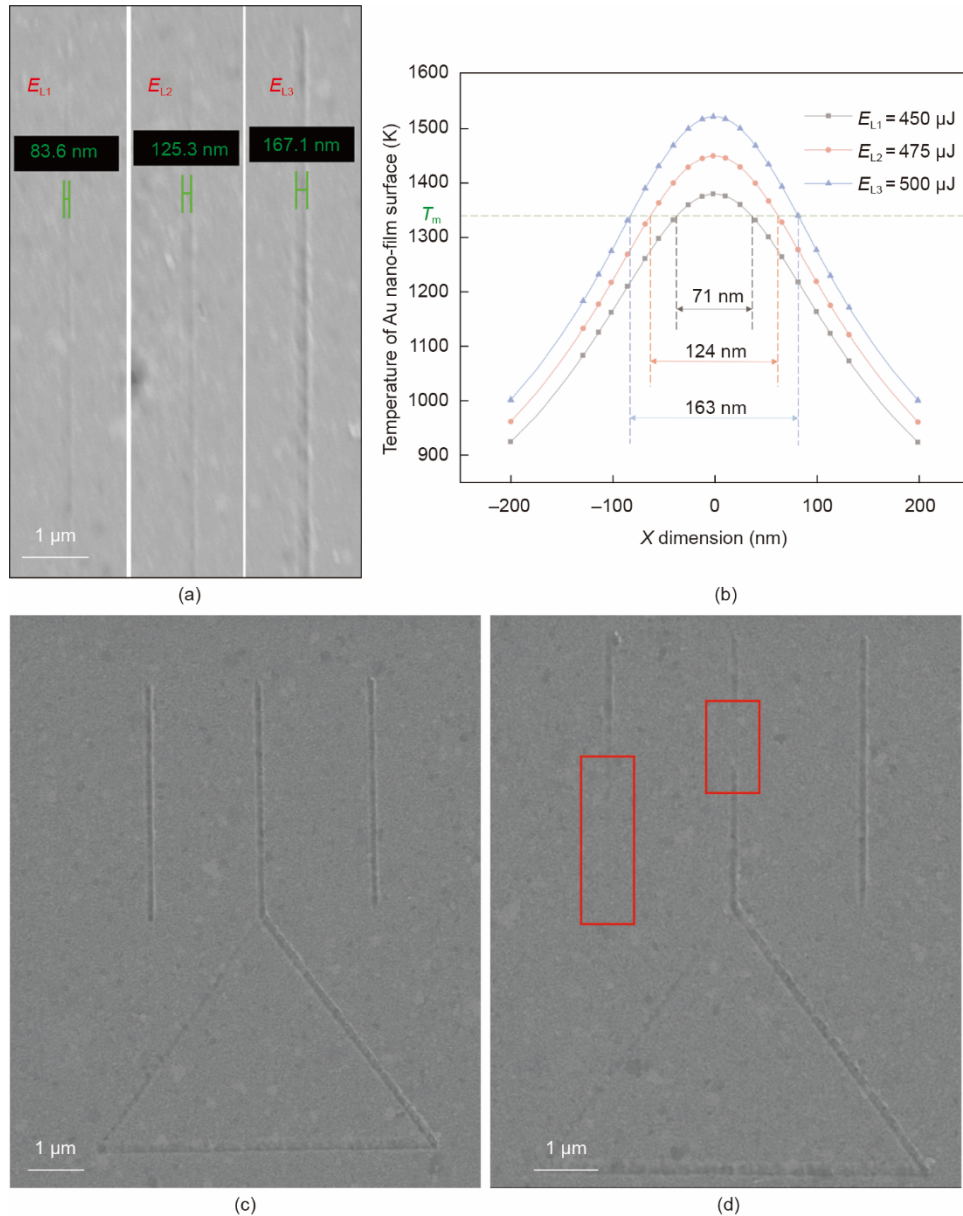 E_L1
E_L2
E_L3
83.6 nm
125.3 nm
167.1 nm
1 μm
(a)
Temperature of Au nano-film surface (K)
1600
1500
1400
T_m
1300
1200
1100
1000
900
E_L1 = 450 μJ
E_L2 = 475 μJ
E_L3 = 500 μJ
71 nm
124 nm
163 nm
–200
–100
0
100
200
X dimension (nm)
(b)
1 μm
(c)
1 μm
(d)